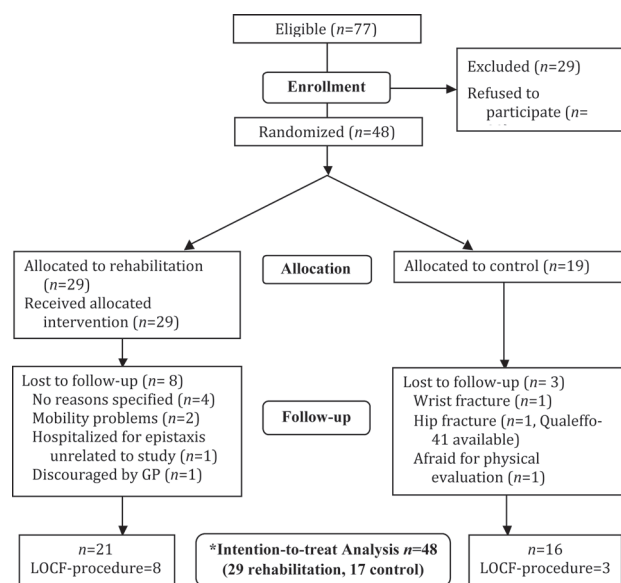 Eligible (n=77)
Excluded (n=29)
Refused to
participate (n=
Enrollment
Randomized (n=48)
Allocated to rehabilitation
(n=29)
Received allocated
intervention (n=29)
Allocation
Allocated to control (n=19)
Lost to follow-up (n= 8)
No reasons specified (n=4)
Mobility problems (n=2)
Hospitalized for epistaxis
unrelated to study (n=1)
Discouraged by GP (n=1)
Follow-up
Lost to follow-up (n= 3)
Wrist fracture (n=1)
Hip fracture (n=1, Qualeffo-
41 available)
Afraid for physical
evaluation (n=1)
n=21
LOCF-procedure=8
*Intention-to-treat Analysis n=48
(29 rehabilitation, 17 control)
n=16
LOCF-procedure=3